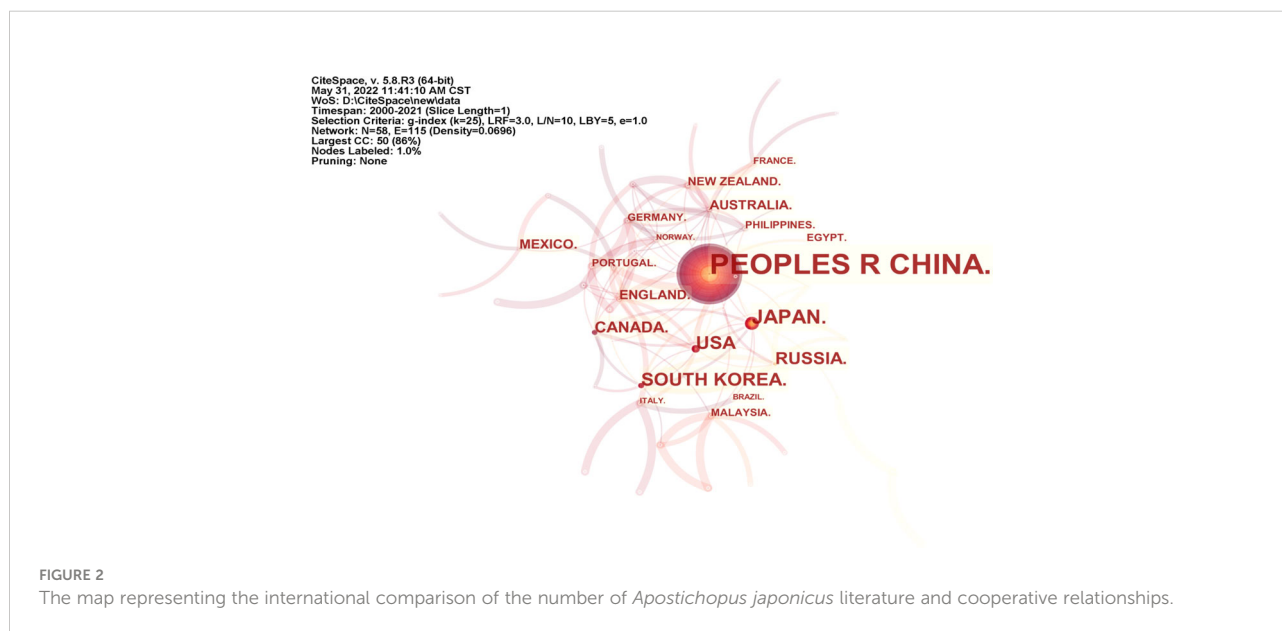 CiteSpace, v. 5.8.R3 (64-bit)
May 31, 2022 11:41:10 AM CST
WoS: D:\CiteSpace\new\data
Timespan: 2000-2021 (Slice Length=1)
Selection Criteria: g-index (k=25), LRF=3.0, L/N=10, LBY=5, e=1.0
Network: N=58, E=115 (Density=0.0696)
Largest CC: 50 (86%)
Nodes Labeled: 1.0%
Pruning: None
FRANCE.
NEW ZEALAND.
AUSTRALIA.
GERMANY.
PHILIPPINES.
NORWAY.
EGYPT.
MEXICO.
PORTUGAL.
PEOPLES R CHINA.
ENGLAND.
JAPAN.
CANADA.
USA
RUSSIA.
SOUTH KOREA.
ITALY.
BRAZIL.
MALAYSIA.
FIGURE 2
The map representing the international comparison of the number of Apostichopus japonicus literature and cooperative relationships.